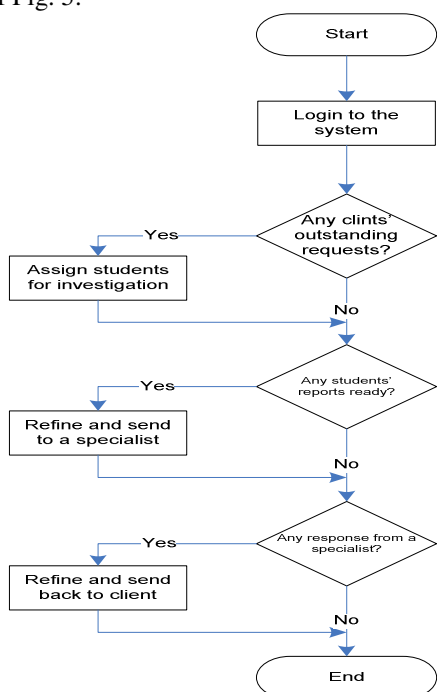 Fig. 3.
Start
Login to the
system
Any clints'
outstanding
requests?
Yes
Assign students
for investigation
No
Any students'
reports ready?
Yes
Refine and send
to a specialist
No
Any response from a
specialist?
Yes
Refine and send
back to client
No
End